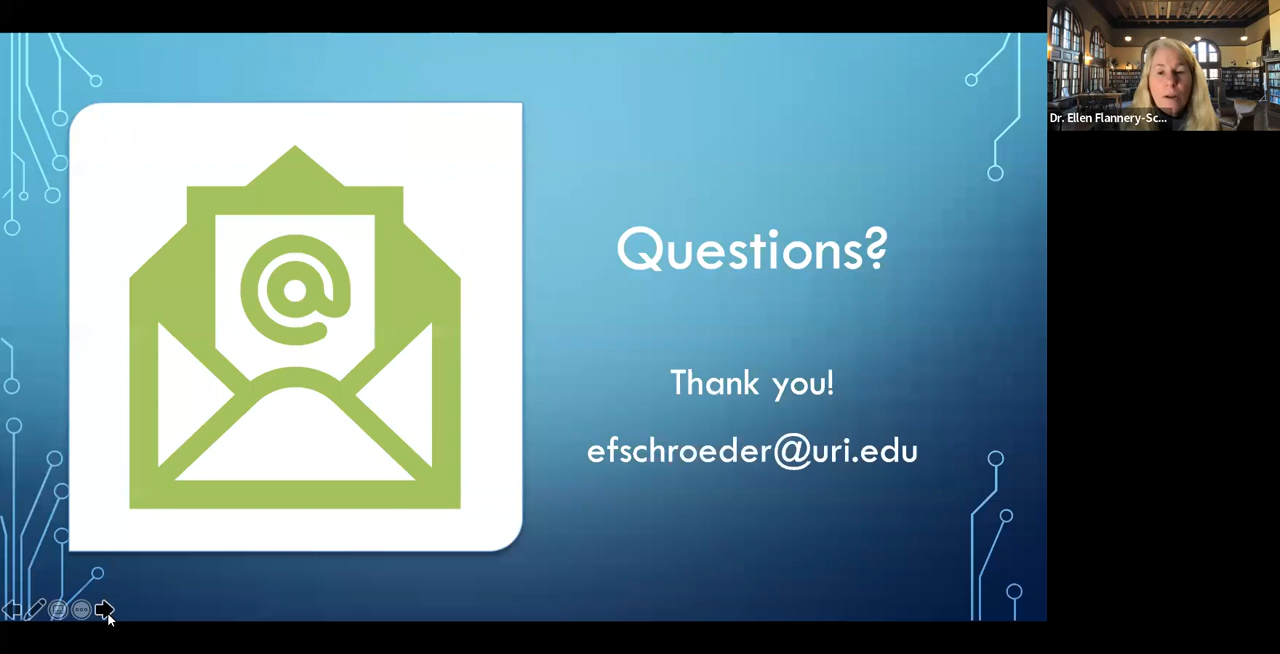 Questions?
Thank you!
efschroeder@uri.edu
Dr. Ellen Flannery-Sc...